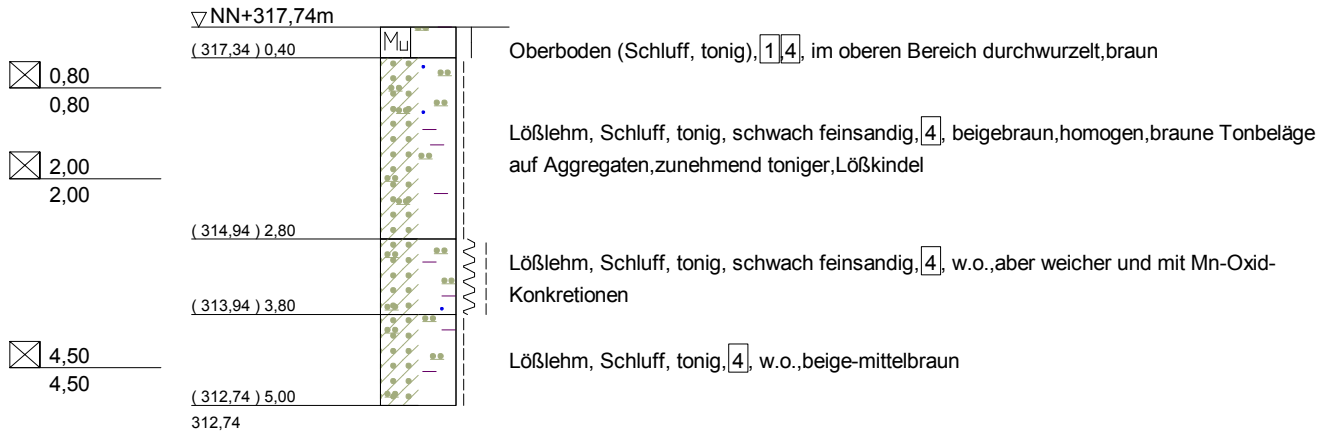 NN+317,74m
( 317,34 ) 0,40
Mu
Oberboden (Schluff, tonig), 1 4 , im oberen Bereich durchwurzelt,braun
0,80
0,80
Lößlehm, Schluff, tonig, schwach feinsandig, 4 , beigebraun,homogen,braune Tonbeläge
auf Aggregaten,zunehmend toniger,Lößkindel
2,00
2,00
( 314,94 ) 2,80
Lößlehm, Schluff, tonig, schwach feinsandig, 4 , w.o.,aber weicher und mit Mn-Oxid-
Konkretionen
( 313,94 ) 3,80
4,50
4,50
Lößlehm, Schluff, tonig, 4 , w.o.,beige-mittelbraun
( 312,74 ) 5,00
312,74